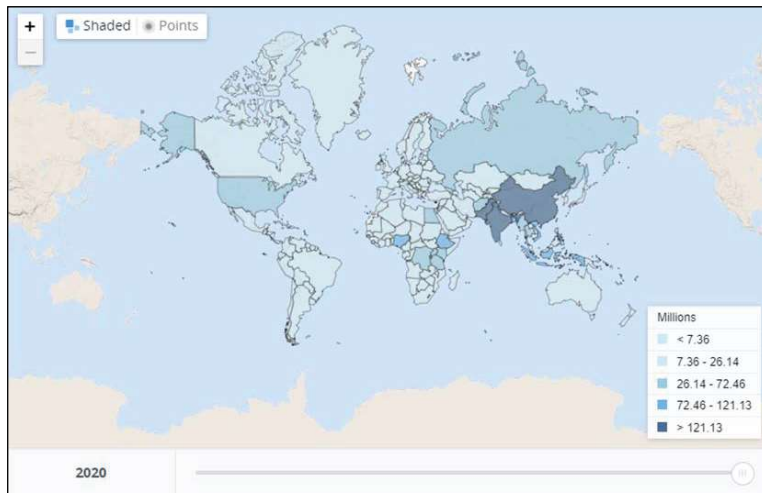 +
Shaded
Points
−
Millions
< 7.36
7.36 - 26.14
26.14 - 72.46
72.46 - 121.13
> 121.13
2020